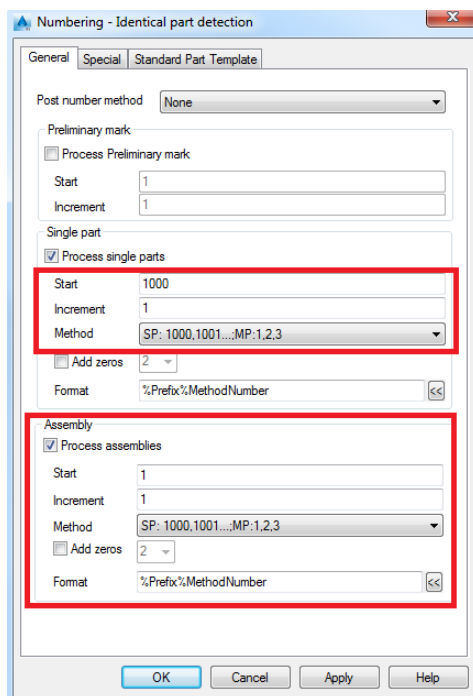 Numbering - Identical part detection
General Special Standard Part Template
Post number method None
Preliminary mark
Process Preliminary mark
Start 1
Increment 1
Single part
Process single parts
Start 1000
Increment 1
Method SP: 1000,1001...;MP:1,2,3
Add zeros 2
Format %Prefix%MethodNumber <<
Assembly
Process assemblies
Start 1
Increment 1
Method SP: 1000,1001...;MP:1,2,3
Add zeros 2
Format %Prefix%MethodNumber <<
OK Cancel Apply Help